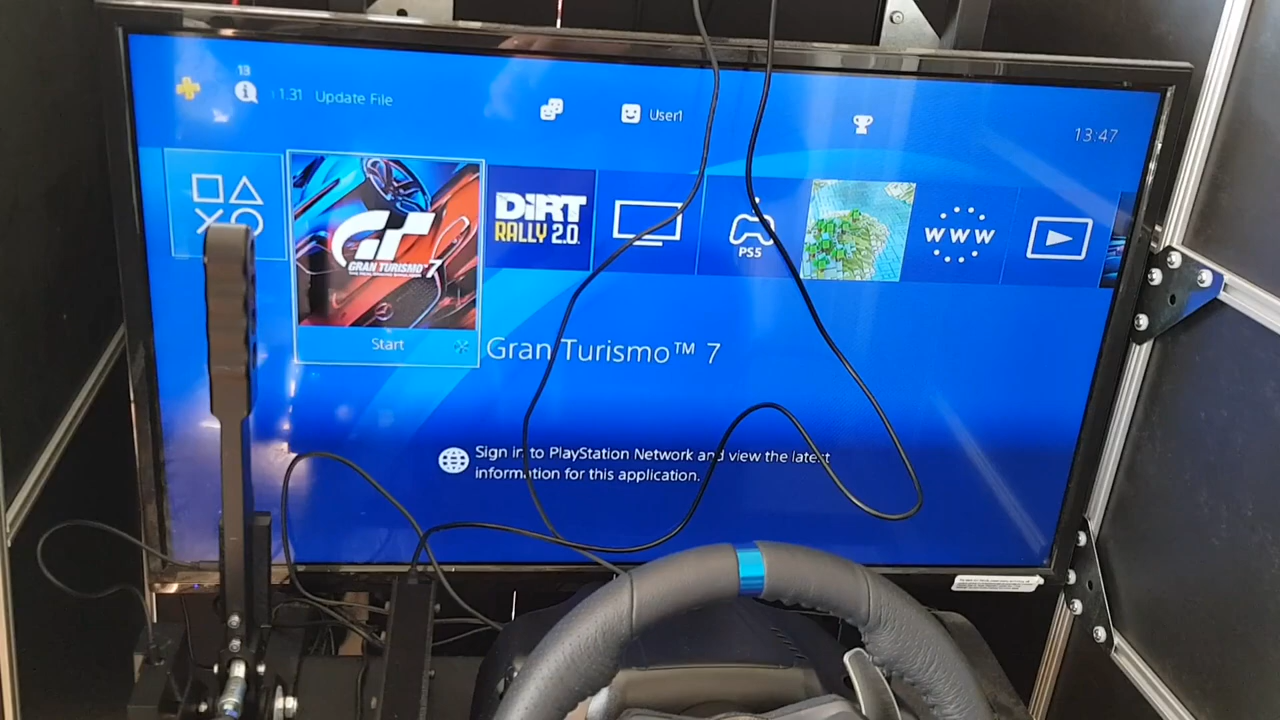 13
1.31 Update File
User1
13:47
GT
GRAN TURISMO 7
DiRT
RALLY 2.0.
PS5
www
Start
Gran Turismo™ 7
Sign in to PlayStation Network and view the latest
information for this application.